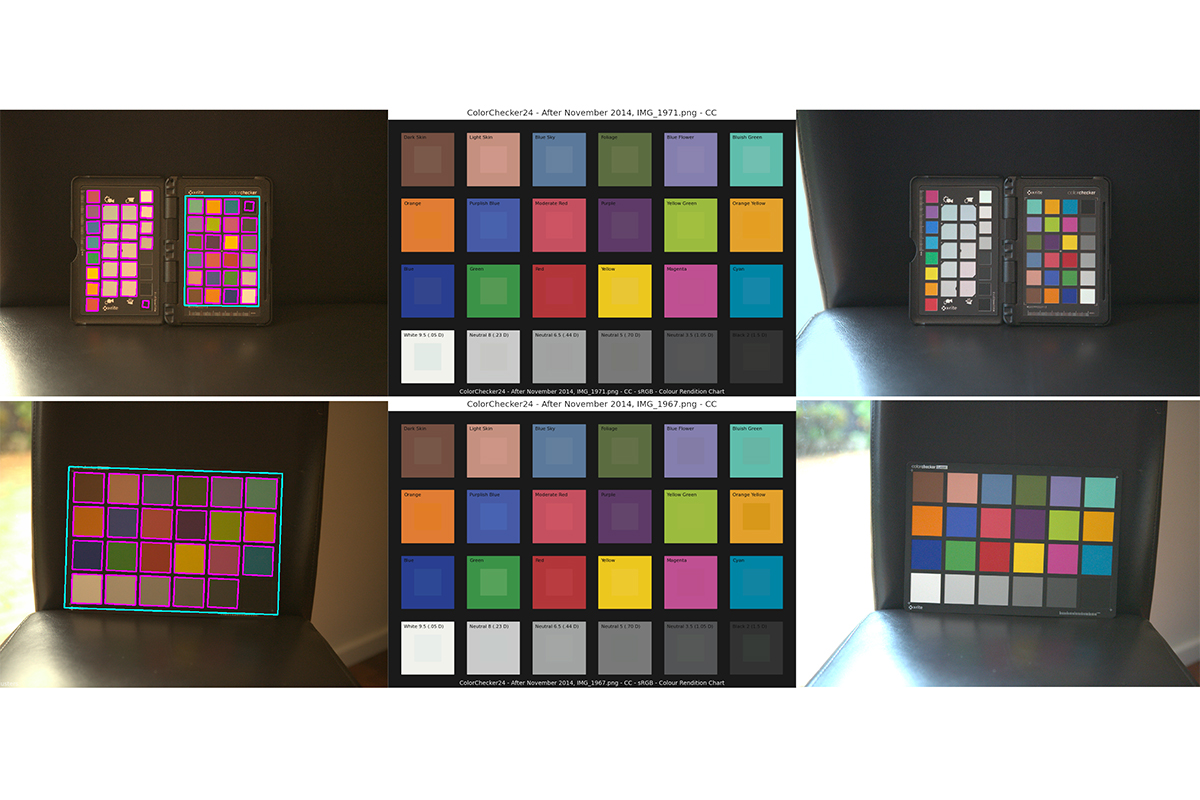 ColorChecker24 - After November 2014, IMG_1971.png - CC
Dark Skin
Light Skin
Blue Sky
Foliage
Blue Flower
Bluish Green
Orange
Purplish Blue
Moderate Red
Purple
Yellow Green
Orange Yellow
Blue
Green
Red
Yellow
Magenta
Cyan
White 9.5 (.05 D)
Neutral 8 (.23 D)
Neutral 6.5 (.44 D)
Neutral 5 (.70 D)
Neutral 3.5 (1.05 D)
ColorChecker24 - After November 2014, IMG_1971.png - CC - sRGB - Colour Rendition Chart
x-rite
colorchecker
x-rite
x-rite
colorchecker
x-rite
ColorChecker24 - After November 2014, IMG_1967.png - CC
Dark Skin
Light Skin
Blue Sky
Foliage
Blue Flower
Bluish Green
Orange
Purplish Blue
Moderate Red
Purple
Yellow Green
Orange Yellow
Blue
Green
Red
Yellow
Magenta
Cyan
White 9.5 (.05 D)
Neutral 8 (.23 D)
Neutral 6.5 (.44 D)
Neutral 5 (.70 D)
Neutral 3.5 (1.05 D)
ColorChecker24 - After November 2014, IMG_1967.png - CC - sRGB - Colour Rendition Chart
colorchecker
x-rite